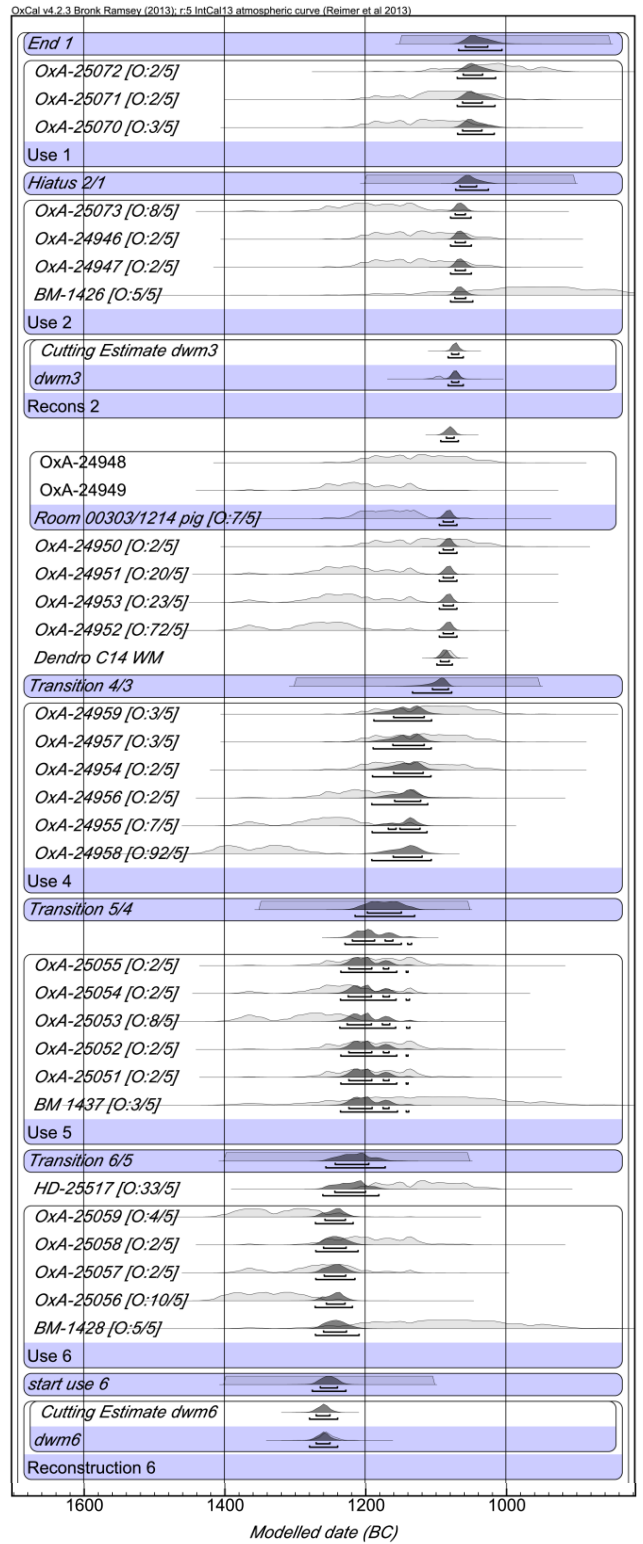 OxCal v4.2.3 Bronk Ramsey (2013); r:5 IntCal13 atmospheric curve (Reimer et al 2013)
End 1
OxA-25072 [O:2/5]
OxA-25071 [O:2/5]
OxA-25070 [O:3/5]
Use 1
Hiatus 2/1
OxA-25073 [O:8/5]
OxA-24946 [O:2/5]
OxA-24947 [O:2/5]
BM-1426 [O:5/5]
Use 2
Cutting Estimate dwm3
dwm3
Recons 2
OxA-24948
OxA-24949
Room 00303/1214 pig [O:7/5]
OxA-24950 [O:2/5]
OxA-24951 [O:20/5]
OxA-24953 [O:23/5]
OxA-24952 [O:72/5]
Dendro C14 WM
Transition 4/3
OxA-24959 [O:3/5]
OxA-24957 [O:3/5]
OxA-24954 [O:2/5]
OxA-24956 [O:2/5]
OxA-24955 [O:7/5]
OxA-24958 [O:92/5]
Use 4
Transition 5/4
OxA-25055 [O:2/5]
OxA-25054 [O:2/5]
OxA-25053 [O:8/5]
OxA-25052 [O:2/5]
OxA-25051 [O:2/5]
BM 1437 [O:3/5]
Use 5
Transition 6/5
HD-25517 [O:33/5]
OxA-25059 [O:4/5]
OxA-25058 [O:2/5]
OxA-25057 [O:2/5]
OxA-25056 [O:10/5]
BM-1428 [O:5/5]
Use 6
start use 6
Cutting Estimate dwm6
dwm6
Reconstruction 6
1600 1400 1200 1000
Modelled date (BC)